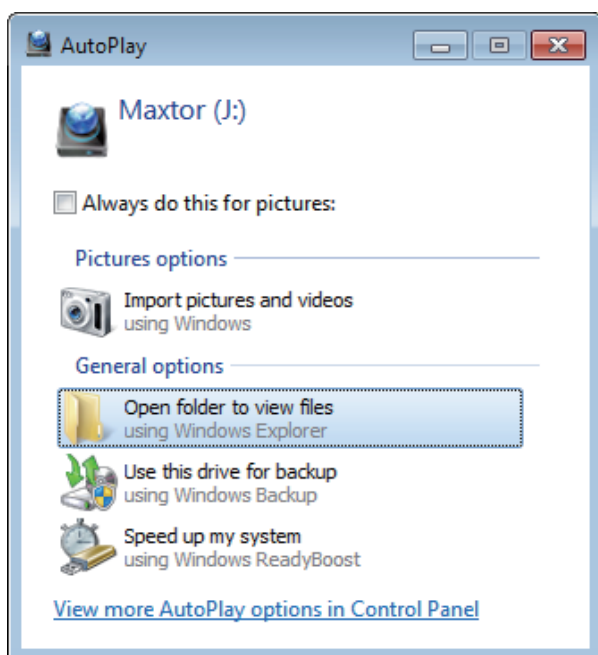 AutoPlay
Maxtor (J:)
Always do this for pictures:
Pictures options
Import pictures and videos
using Windows
General options
Open folder to view files
using Windows Explorer
Use this drive for backup
using Windows Backup
Speed up my system
using Windows ReadyBoost
View more AutoPlay options in Control Panel